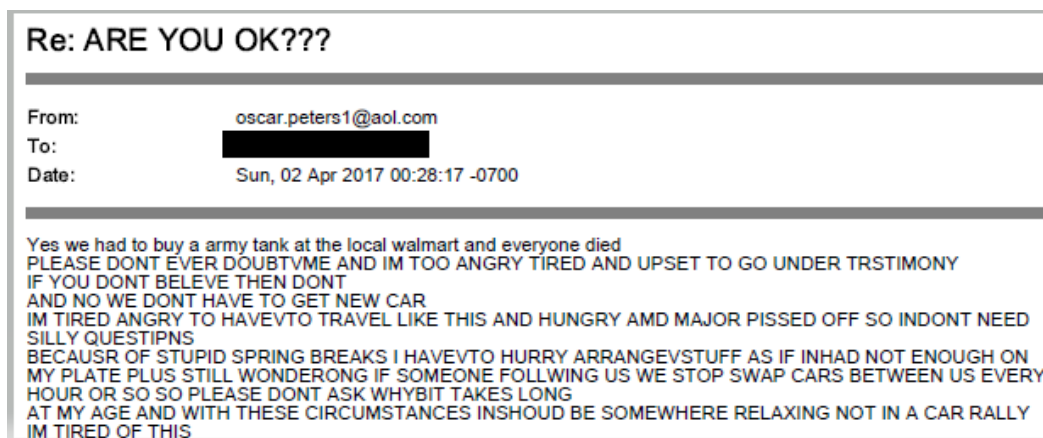 Re: ARE YOU OK???
From: oscar.peters1@aol.com
To:
Date: Sun, 02 Apr 2017 00:28:17 -0700
Yes we had to buy a army tank at the local walmart and everyone died
PLEASE DONT EVER DOUBTVME AND IM TOO ANGRY TIRED AND UPSET TO GO UNDER TRSTIMONY
IF YOU DONT BELEVE THEN DONT
AND NO WE DONT HAVE TO GET NEW CAR
IM TIRED ANGRY TO HAVEVTO TRAVEL LIKE THIS AND HUNGRY AMD MAJOR PISSED OFF SO INDONT NEED
SILLY QUESTIPNS
BECAUSR OF STUPID SPRING BREAKS I HAVEVTO HURRY ARRANGEVSTUFF AS IF INHAD NOT ENOUGH ON
MY PLATE PLUS STILL WONDERONG IF SOMEONE FOLLWING US WE STOP SWAP CARS BETWEEN US EVERY
HOUR OR SO SO PLEASE DONT ASK WHYBIT TAKES LONG
AT MY AGE AND WITH THESE CIRCUMSTANCES INSHOUD BE SOMEWHERE RELAXING NOT IN A CAR RALLY
IM TIRED OF THIS